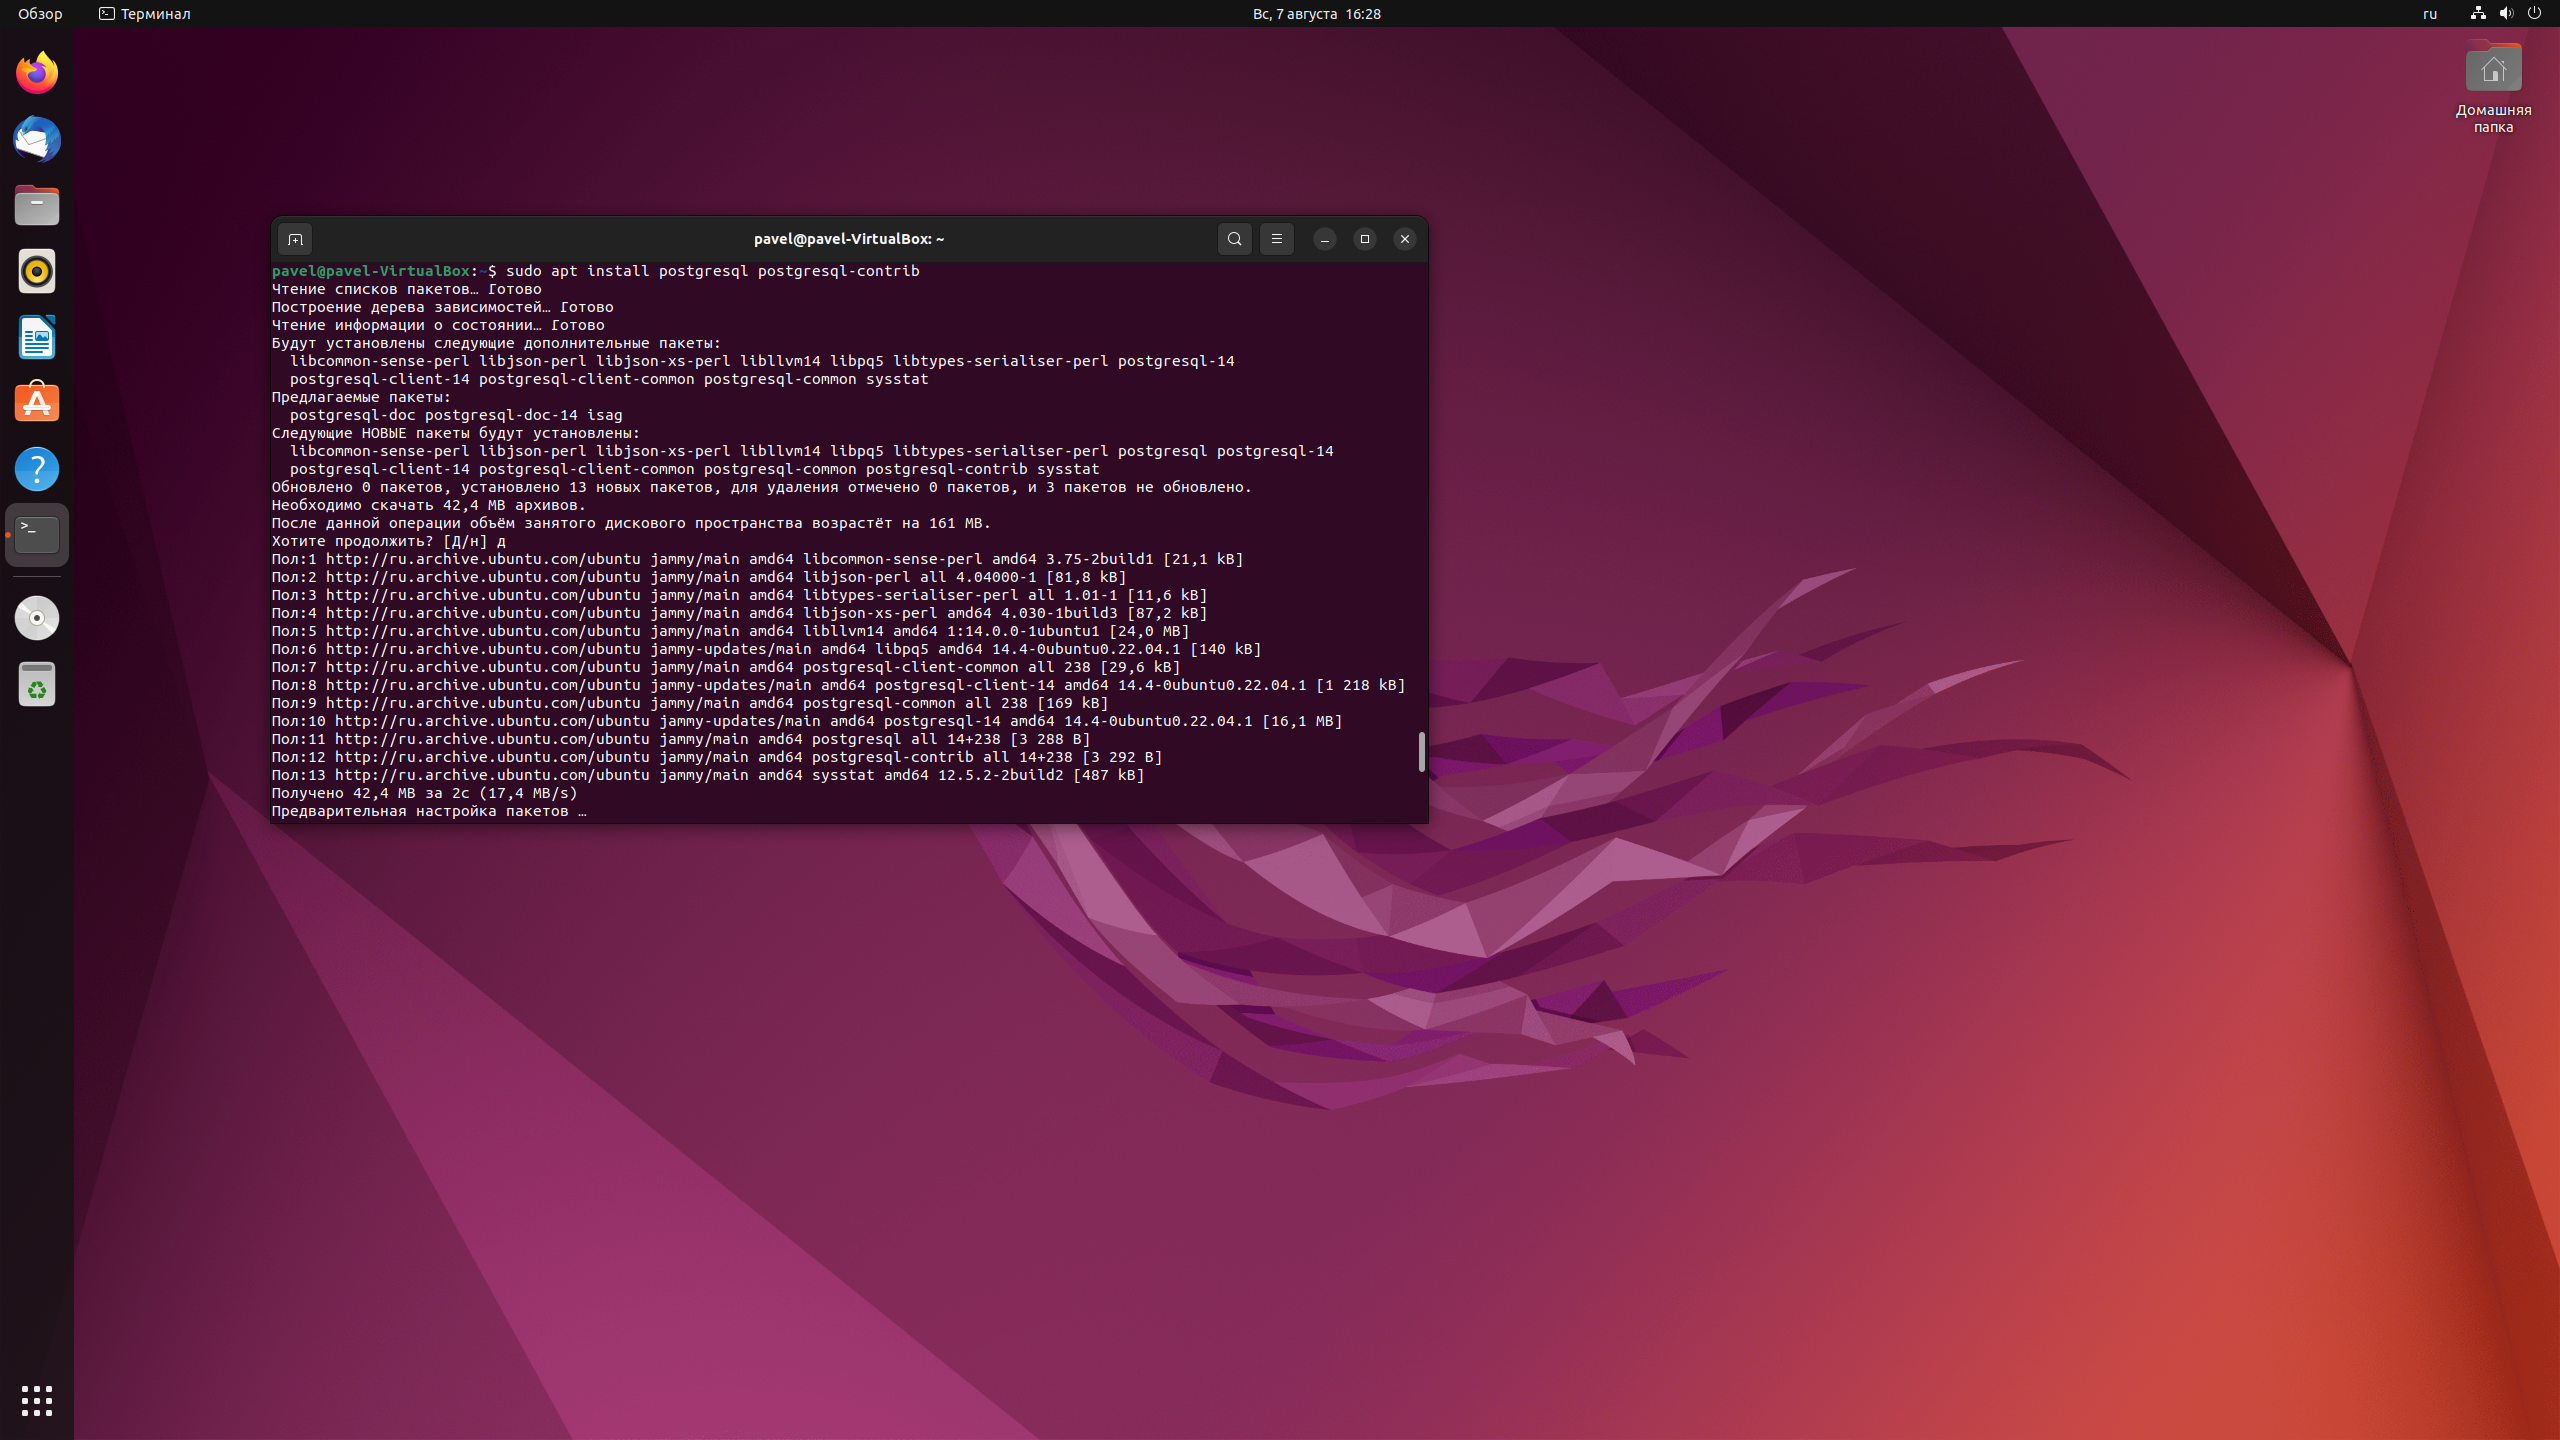 Обзор
Терминал
Вс, 7 августа 16:28
ru
Домашняя
папка
pavel@pavel-VirtualBox: ~
pavel@pavel-VirtualBox:~$ sudo apt install postgresql postgresql-contrib
Чтение списков пакетов… Готово
Построение дерева зависимостей… Готово
Чтение информации о состоянии… Готово
Будут установлены следующие дополнительные пакеты:
  libcommon-sense-perl libjson-perl libjson-xs-perl libllvm14 libpq5 libtypes-serialiser-perl postgresql-14
  postgresql-client-14 postgresql-client-common postgresql-common sysstat
Предлагаемые пакеты:
  postgresql-doc postgresql-doc-14 isag
Следующие НОВЫЕ пакеты будут установлены:
  libcommon-sense-perl libjson-perl libjson-xs-perl libllvm14 libpq5 libtypes-serialiser-perl postgresql postgresql-14
  postgresql-client-14 postgresql-client-common postgresql-common postgresql-contrib sysstat
Обновлено 0 пакетов, установлено 13 новых пакетов, для удаления отмечено 0 пакетов, и 3 пакетов не обновлено.
Необходимо скачать 42,4 MB архивов.
После данной операции объём занятого дискового пространства возрастёт на 161 MB.
Хотите продолжить? [Д/н] д
Пол:1 http://ru.archive.ubuntu.com/ubuntu jammy/main amd64 libcommon-sense-perl amd64 3.75-2build1 [21,1 kB]
Пол:2 http://ru.archive.ubuntu.com/ubuntu jammy/main amd64 libjson-perl all 4.04000-1 [81,8 kB]
Пол:3 http://ru.archive.ubuntu.com/ubuntu jammy/main amd64 libtypes-serialiser-perl all 1.01-1 [11,6 kB]
Пол:4 http://ru.archive.ubuntu.com/ubuntu jammy/main amd64 libjson-xs-perl amd64 4.030-1build3 [87,2 kB]
Пол:5 http://ru.archive.ubuntu.com/ubuntu jammy/main amd64 libllvm14 amd64 1:14.0.0-1ubuntu1 [24,0 MB]
Пол:6 http://ru.archive.ubuntu.com/ubuntu jammy-updates/main amd64 libpq5 amd64 14.4-0ubuntu0.22.04.1 [140 kB]
Пол:7 http://ru.archive.ubuntu.com/ubuntu jammy/main amd64 postgresql-client-common all 238 [29,6 kB]
Пол:8 http://ru.archive.ubuntu.com/ubuntu jammy-updates/main amd64 postgresql-client-14 amd64 14.4-0ubuntu0.22.04.1 [1 218 kB]
Пол:9 http://ru.archive.ubuntu.com/ubuntu jammy/main amd64 postgresql-common all 238 [169 kB]
Пол:10 http://ru.archive.ubuntu.com/ubuntu jammy-updates/main amd64 postgresql-14 amd64 14.4-0ubuntu0.22.04.1 [16,1 MB]
Пол:11 http://ru.archive.ubuntu.com/ubuntu jammy/main amd64 postgresql all 14+238 [3 288 B]
Пол:12 http://ru.archive.ubuntu.com/ubuntu jammy/main amd64 postgresql-contrib all 14+238 [3 292 B]
Пол:13 http://ru.archive.ubuntu.com/ubuntu jammy/main amd64 sysstat amd64 12.5.2-2build2 [487 kB]
Получено 42,4 MB за 2с (17,4 MB/s)
Предварительная настройка пакетов …